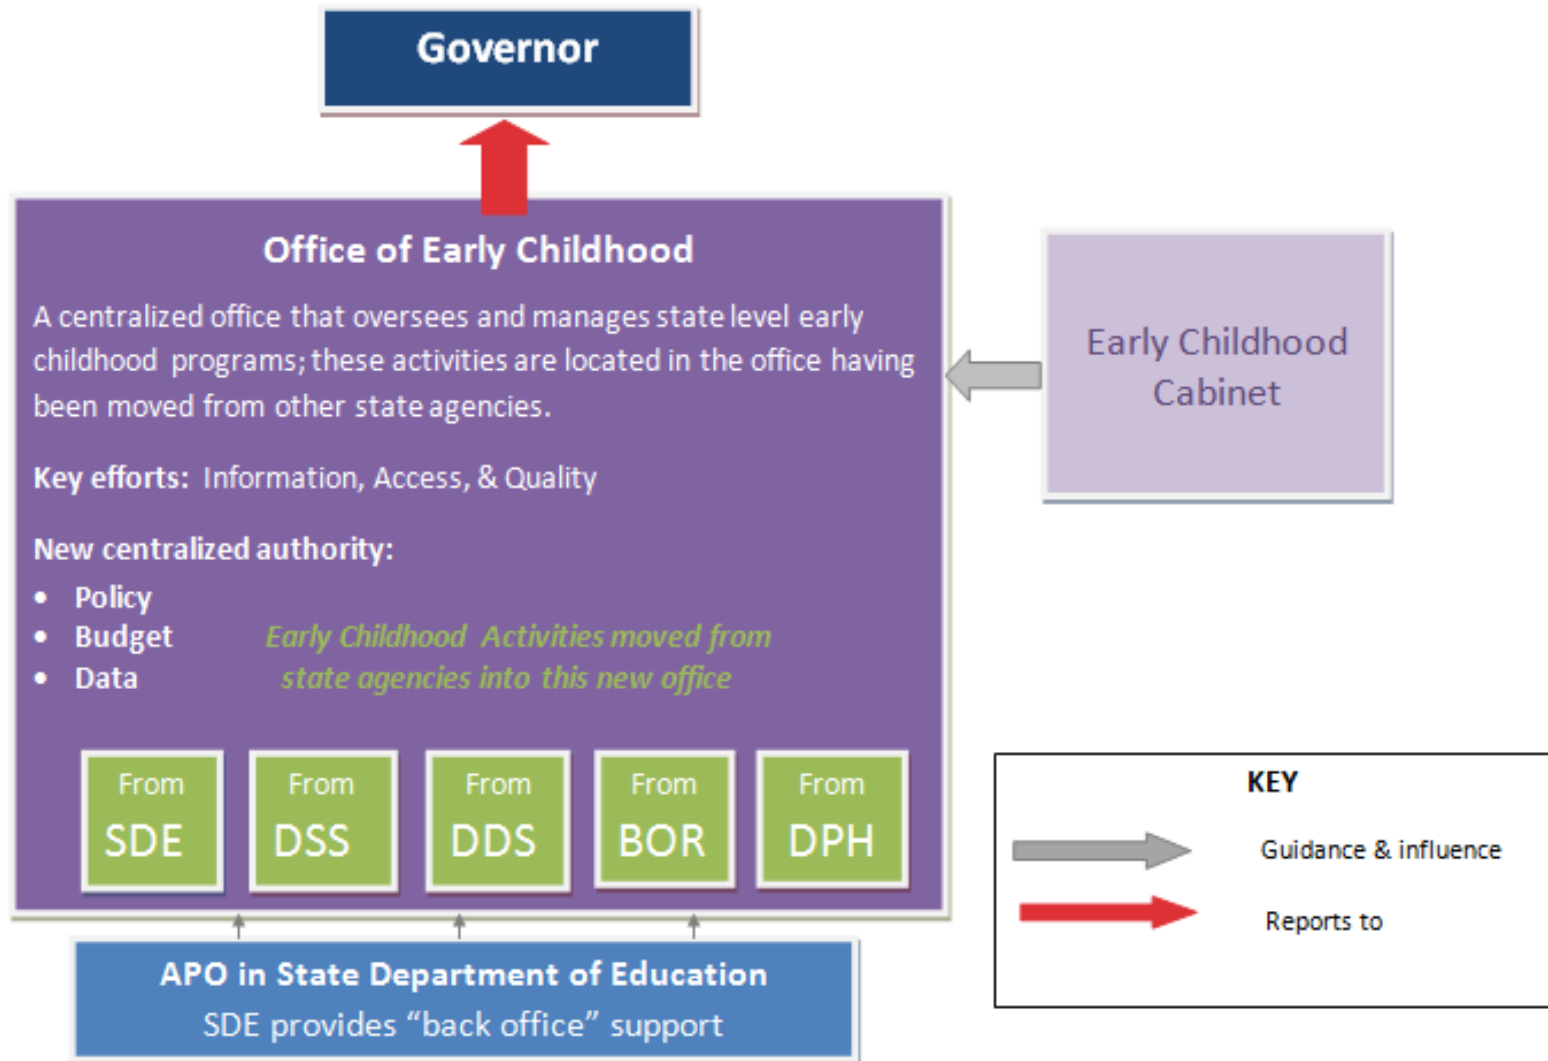 Governor
Office of Early Childhood
A centralized office that oversees and manages state level early
childhood programs; these activities are located in the office having
been moved from other state agencies.
Key efforts: Information, Access, & Quality
New centralized authority:
• Policy
• Budget
• Data
Early Childhood Activities moved from
state agencies into this new office
From
SDE
From
DSS
From
DDS
From
BOR
From
DPH
APO in State Department of Education
SDE provides “back office” support
Early Childhood
Cabinet
KEY
Guidance & influence
Reports to